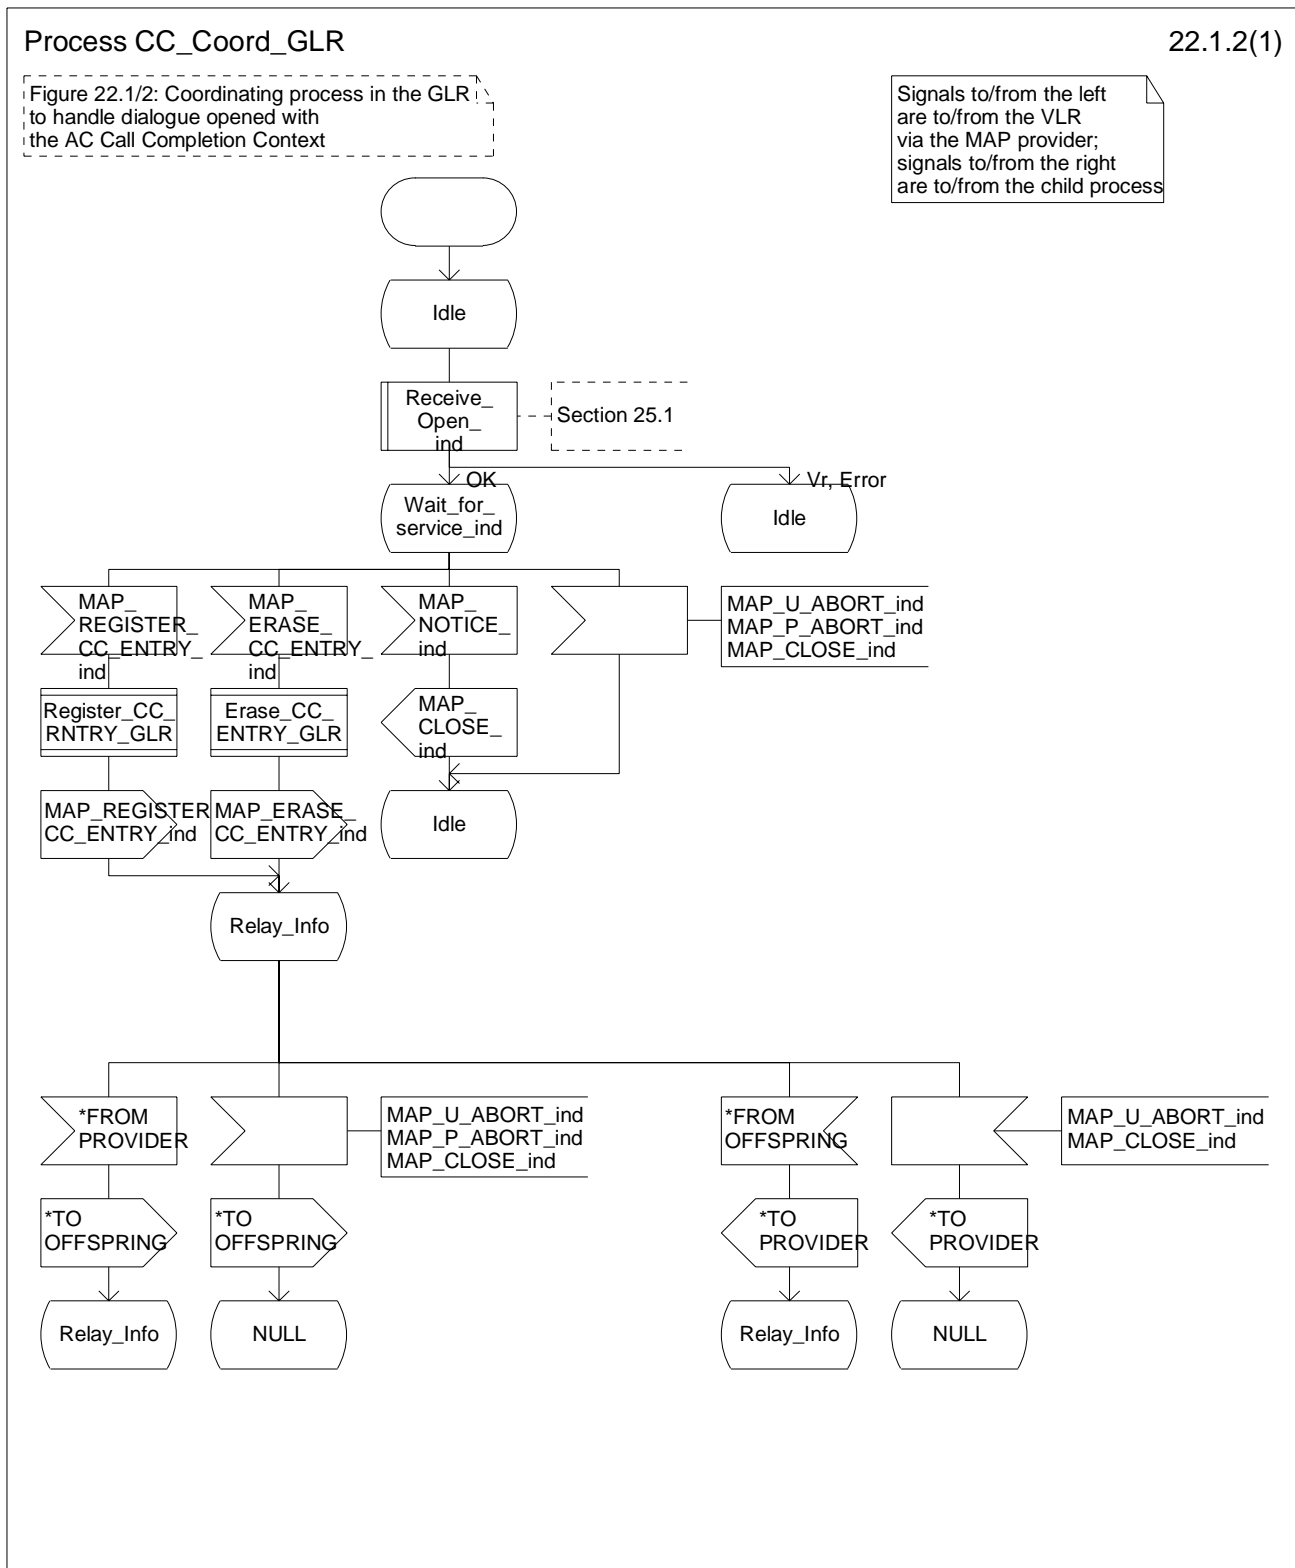 Process CC_Coord_GLR
22.1.2(1)
Figure 22.1/2: Coordinating process in the GLR
to handle dialogue opened with
the AC Call Completion Context
Signals to/from the left
are to/from the VLR
via the MAP provider;
signals to/from the right
are to/from the child process
Idle
Receive_
Open_
ind
Section 25.1
OK
Vr, Error
Wait_for_
service_ind
Idle
MAP_
REGISTER_
CC_ENTRY_
ind
MAP_
ERASE_
CC_ENTRY_
ind
MAP_
NOTICE_
ind
MAP_U_ABORT_ind
MAP_P_ABORT_ind
MAP_CLOSE_ind
Register_CC_
RNTRY_GLR
Erase_CC_
ENTRY_GLR
MAP_
CLOSE_
ind
MAP_REGISTER
CC_ENTRY_ind
MAP_ERASE_
CC_ENTRY_ind
Idle
Relay_Info
*FROM
PROVIDER
MAP_U_ABORT_ind
MAP_P_ABORT_ind
MAP_CLOSE_ind
*FROM
OFFSPRING
MAP_U_ABORT_ind
MAP_CLOSE_ind
*TO
OFFSPRING
*TO
OFFSPRING
*TO
PROVIDER
*TO
PROVIDER
Relay_Info
NULL
Relay_Info
NULL